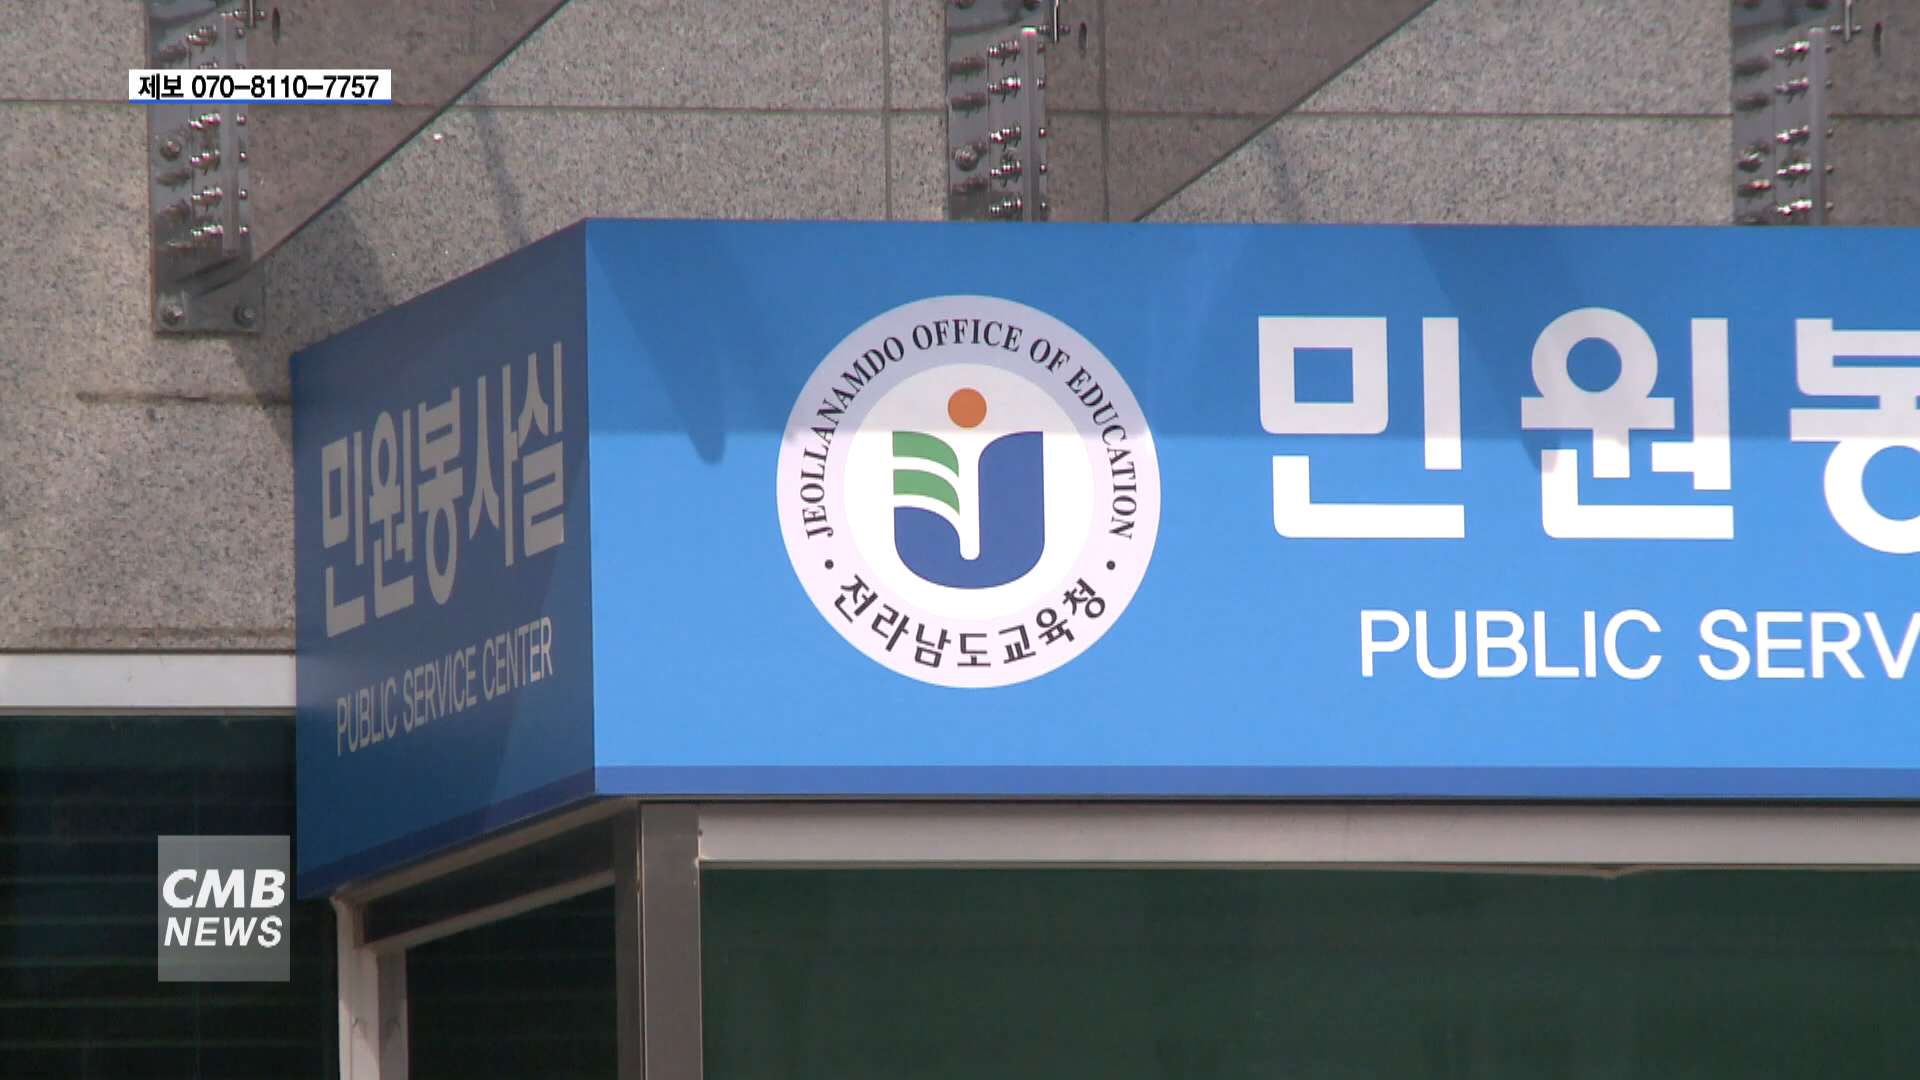 제보 070-8110-7757
민원봉사실
PUBLIC SERVICE CENTER
JEOLLANAMDO OFFICE OF EDUCATION
전라남도교육청
민원봉
PUBLIC SERV
CMB
NEWS